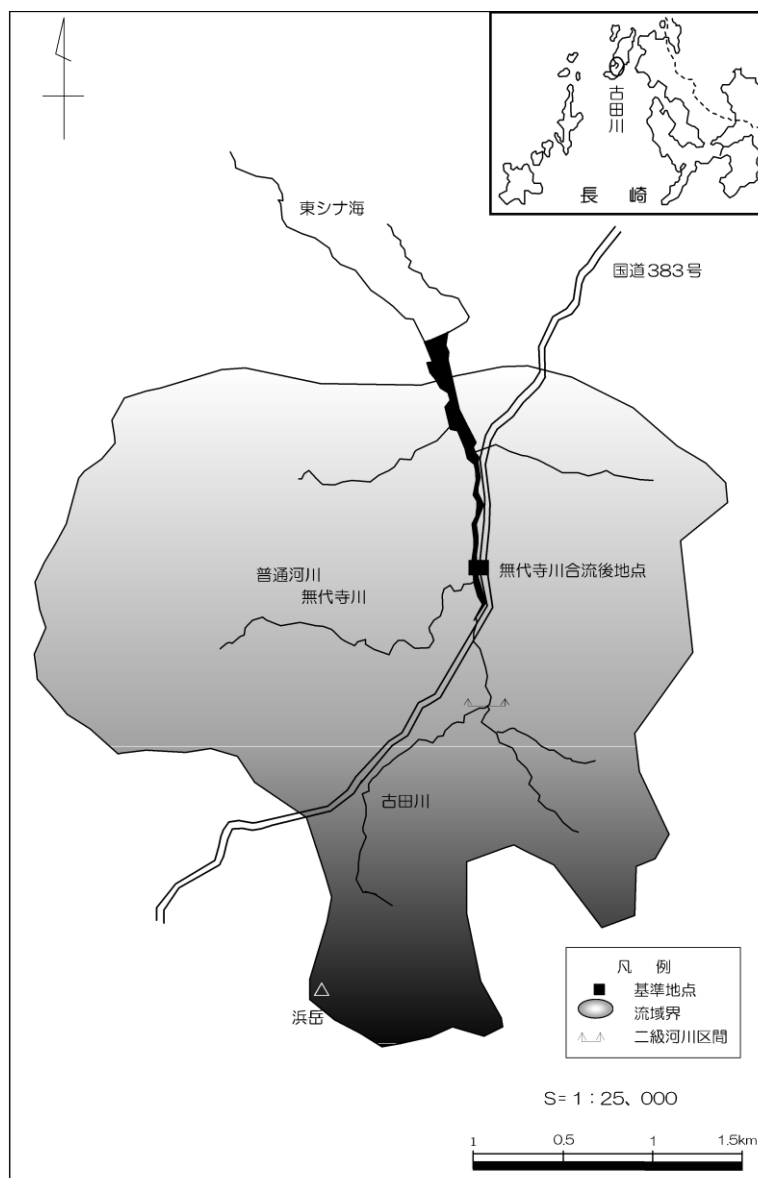 古田川
長 崎
東シナ海
国道383号
普通河川
無代寺川
無代寺川合流後地点
古田川
浜岳
凡 例
基準地点
流域界
二級河川区間
S= 1 : 25、000
1 0.5 1 1.5km